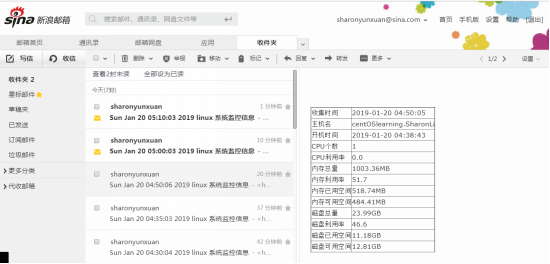 sina 新浪邮箱
搜索邮件、通讯录、网盘文件等
sharonyunxuan@sina.com
首页 手机版 设置 帮助 [退出]
邮箱首页 通讯录 邮箱网盘 应用 收件夹
写信 收信 删除 举报 移动 标记 回复 转发 更多 1/2 设置
收件夹 2
星标邮件
草稿夹
已发送
订阅邮件
垃圾邮件
更多分类
代收邮箱
查看2封未读 全部设为已读
今天(7封)
sharonyunxuan 1 分钟前
Sun Jan 20 05:10:03 2019 linux 系统监控信息 - <...
sharonyunxuan 10 分钟前
Sun Jan 20 05:00:03 2019 linux 系统监控信息 - <...
sharonyunxuan 20 分钟前
Sun Jan 20 04:50:06 2019 linux 系统监控信息 - <h...
sharonyunxuan 37 分钟前
Sun Jan 20 04:35:03 2019 linux 系统监控信息 - <h...
sharonyunxuan 42 分钟前
Sun Jan 20 04:30:04 2019 linux 系统监控信息 - <h...
收集时间 2019-01-20 04:50:05
主机名 centOSlearning.SharonLi
开机时间 2019-01-20 04:38:43
CPU个数 1
CPU利用率 0.0
内存总量 1003.36MB
内存利用率 51.7
内存已用空间 518.74MB
内存可用空间 484.41MB
磁盘总量 23.99GB
磁盘利用率 46.6
磁盘已用空间 11.18GB
磁盘可用空间 12.81GB